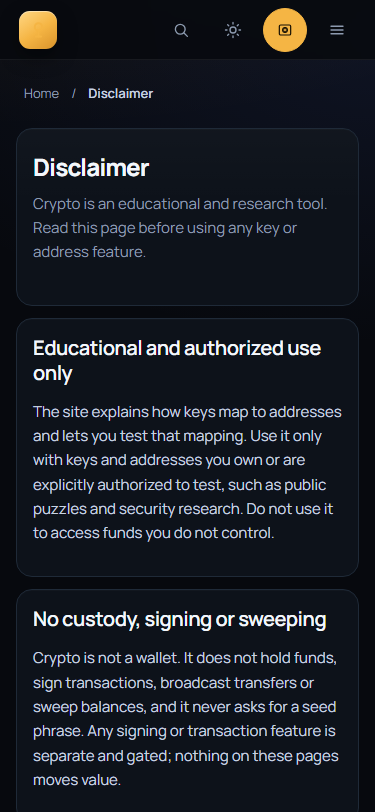 Home / Disclaimer
Disclaimer
Crypto is an educational and research tool.
Read this page before using any key or
address feature.
Educational and authorized use
only
The site explains how keys map to addresses
and lets you test that mapping. Use it only
with keys and addresses you own or are
explicitly authorized to test, such as public
puzzles and security research. Do not use it
to access funds you do not control.
No custody, signing or sweeping
Crypto is not a wallet. It does not hold funds,
sign transactions, broadcast transfers or
sweep balances, and it never asks for a seed
phrase. Any signing or transaction feature is
separate and gated; nothing on these pages
moves value.